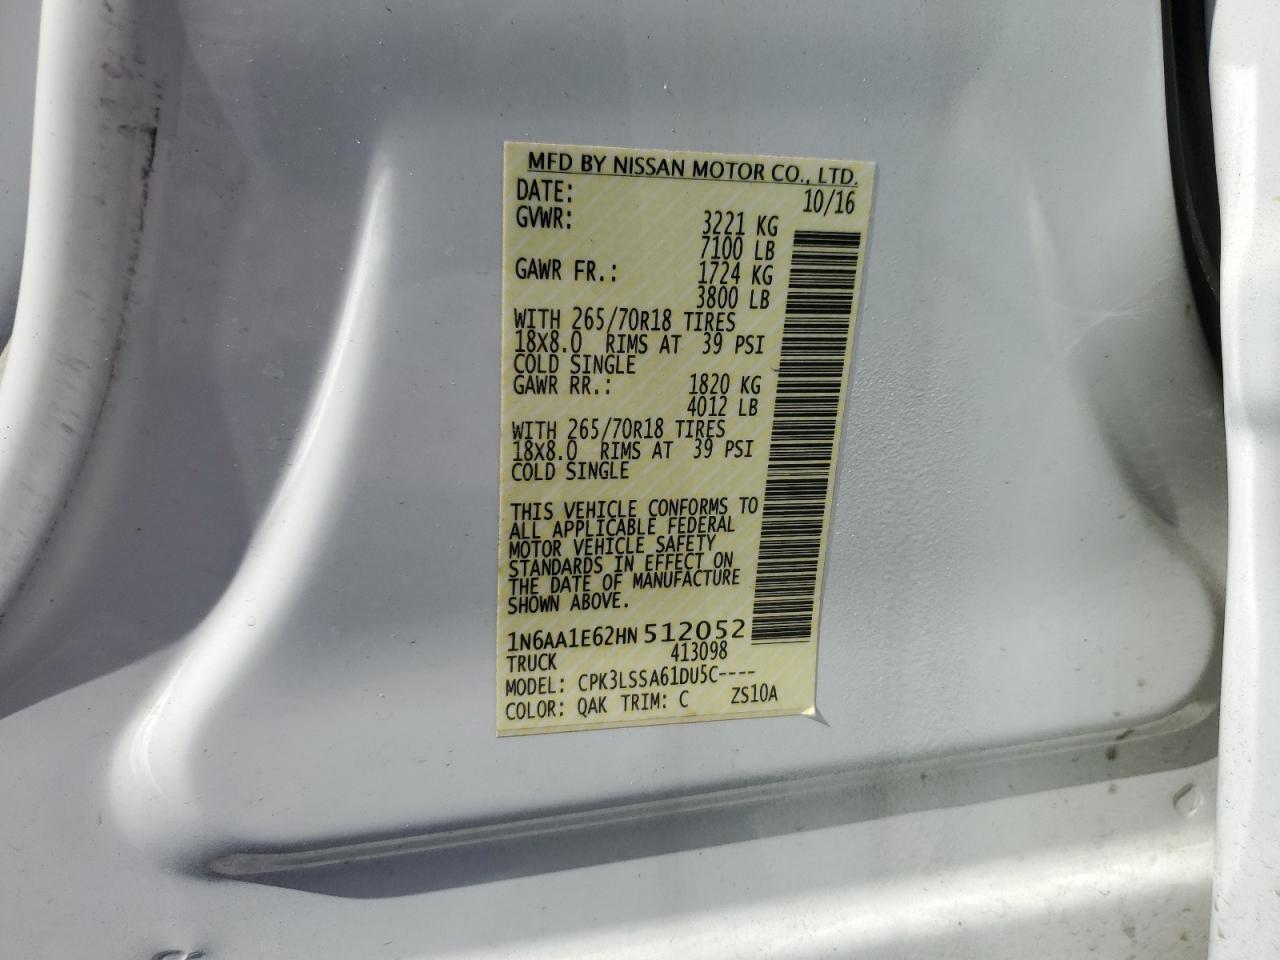 MFD BY NISSAN MOTOR CO., LTD.
DATE: 10/16
GVWR: 3221 KG
7100 LB
GAWR FR.: 1724 KG
3800 LB
WITH 265/70R18 TIRES
18X8.0 RIMS AT 39 PSI
COLD SINGLE
GAWR RR.: 1820 KG
4012 LB
WITH 265/70R18 TIRES
18X8.0 RIMS AT 39 PSI
COLD SINGLE
THIS VEHICLE CONFORMS TO
ALL APPLICABLE FEDERAL
MOTOR VEHICLE SAFETY
STANDARDS IN EFFECT ON
THE DATE OF MANUFACTURE
SHOWN ABOVE.
1N6AA1E62HN512052
TRUCK 413098
MODEL: CPK3LSSA61DU5C----
COLOR: QAK TRIM: C ZS10A